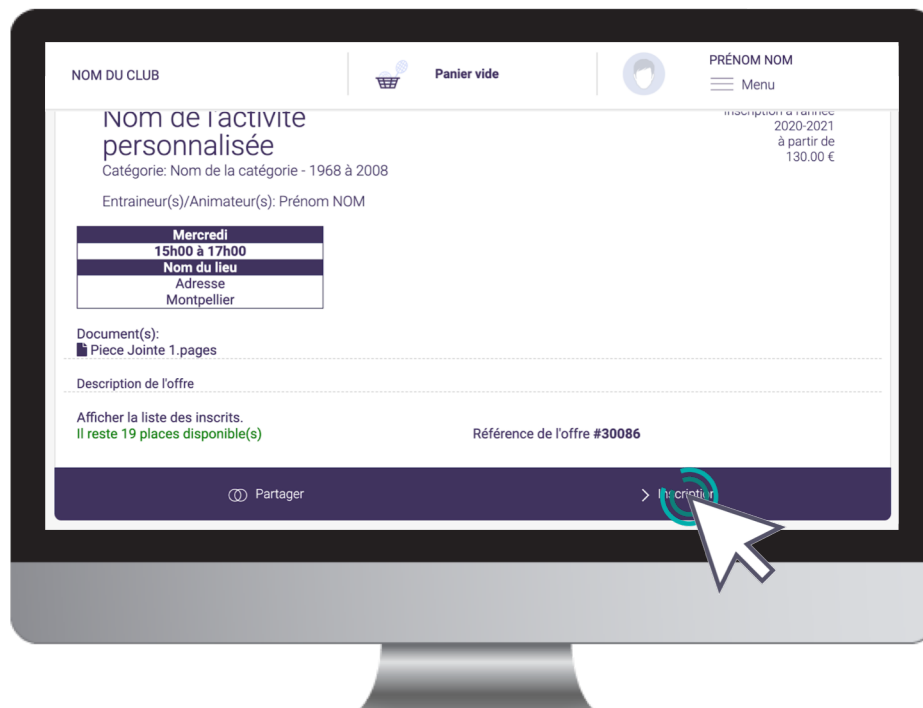 NOM DU CLUB
Panier vide
PRÉNOM NOM
Menu
Nom de l'activité
personnalisée
Catégorie: Nom de la catégorie - 1968 à 2008
Entraineur(s)/Animateur(s): Prénom NOM
Inscription à l'année
2020-2021
à partir de
130.00 €
Mercredi
15h00 à 17h00
Nom du lieu
Adresse
Montpellier
Document(s):
Piece Jointe 1.pages
Description de l'offre
Afficher la liste des inscrits.
Il reste 19 places disponible(s)
Référence de l'offre #30086
Partager
Inscription